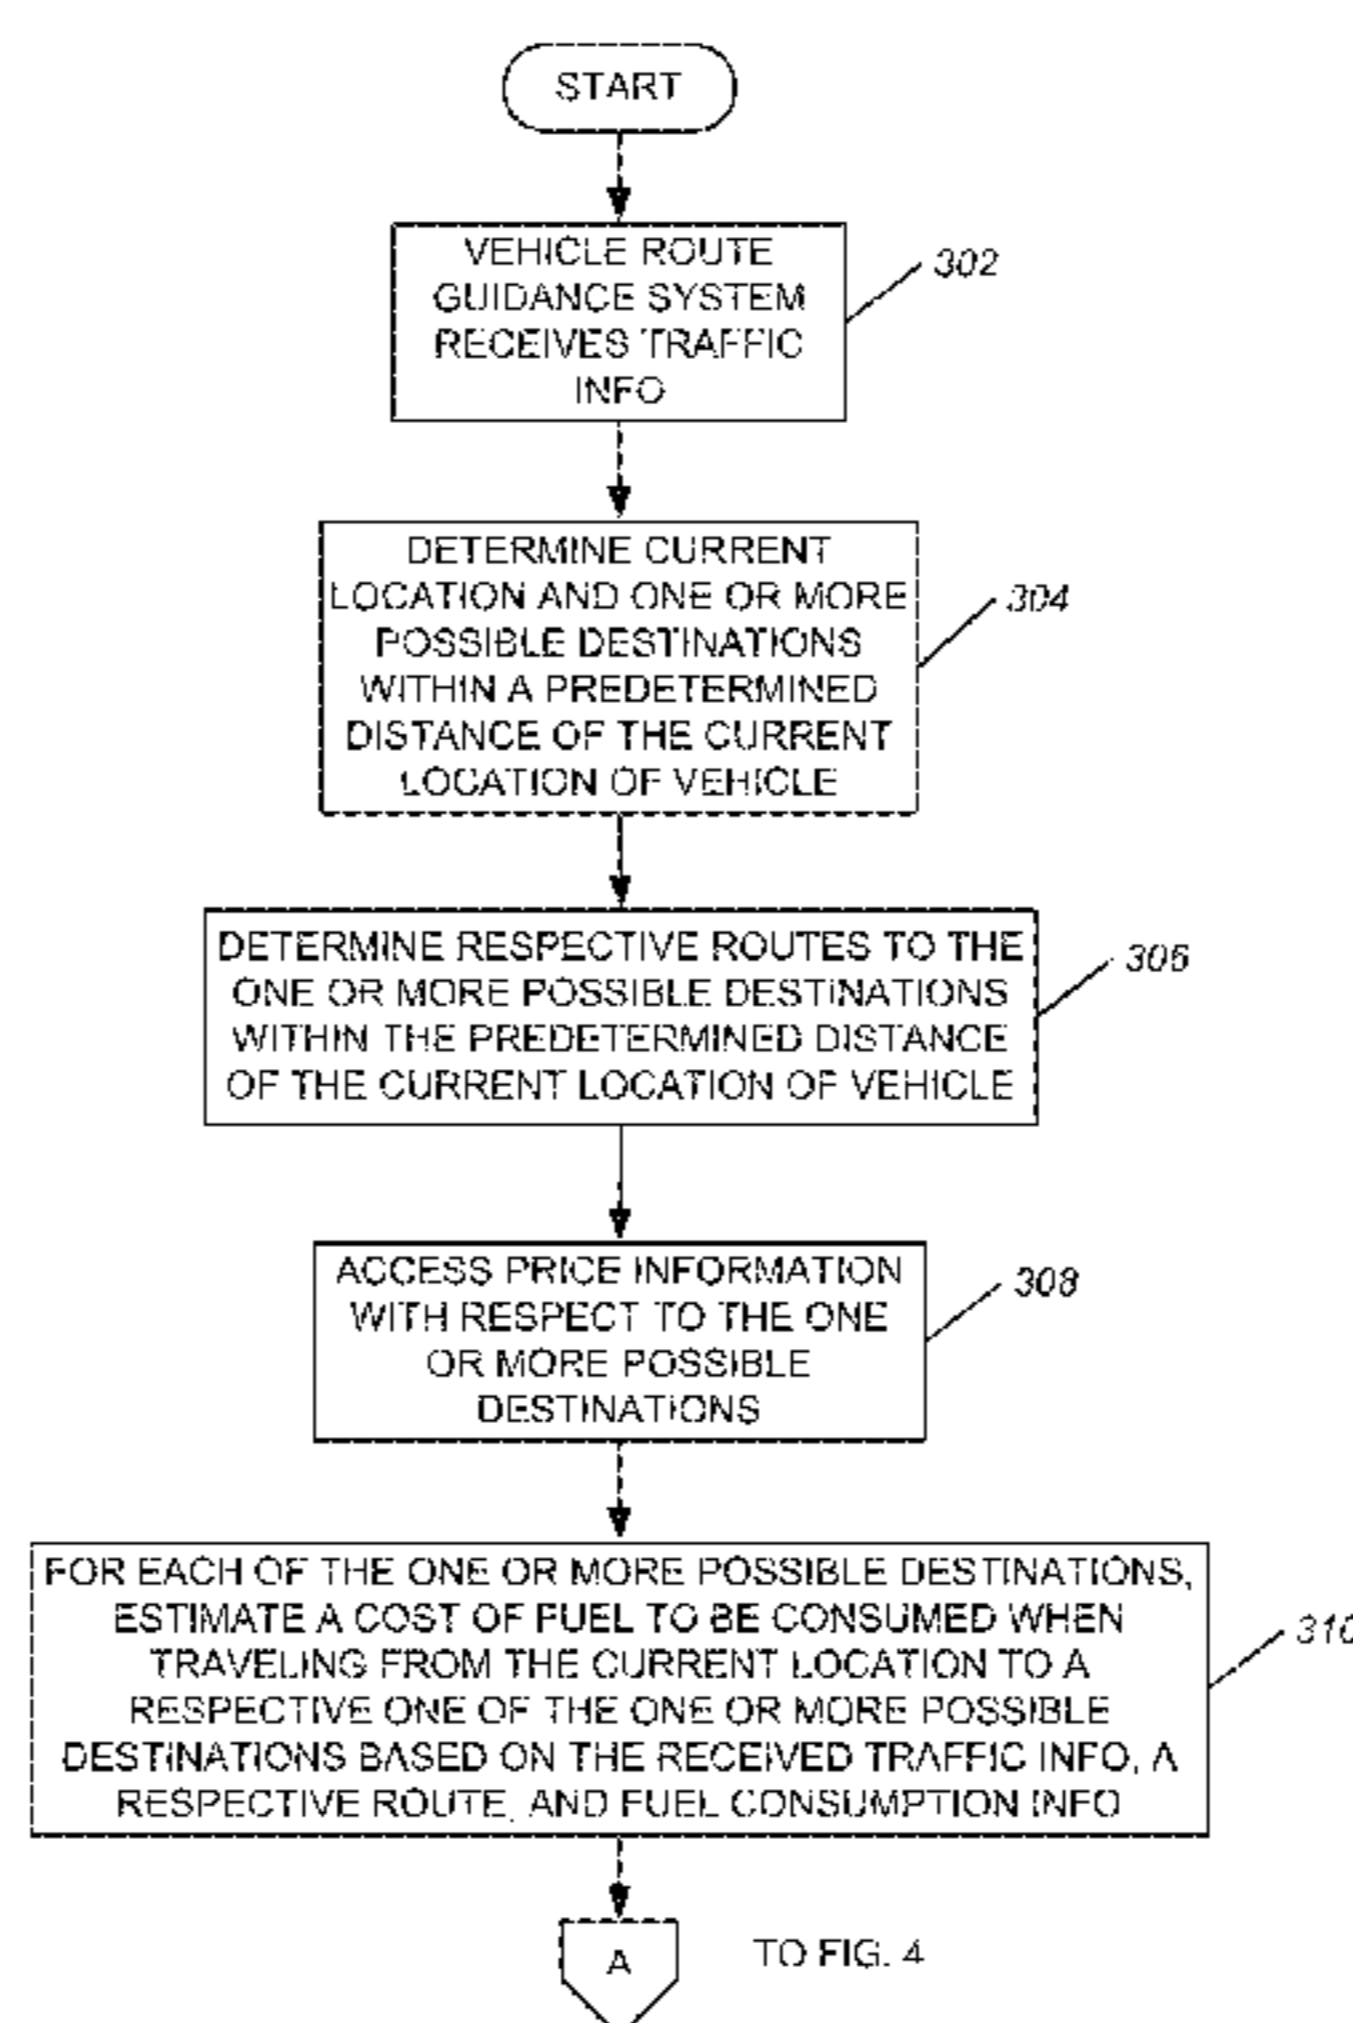 START
VEHICLE ROUTE
GUIDANCE SYSTEM
RECEIVES TRAFFIC
INFO
302
DETERMINE CURRENT
LOCATION AND ONE OR MORE
POSSIBLE DESTINATIONS
WITHIN A PREDETERMINED
DISTANCE OF THE CURRENT
LOCATION OF VEHICLE
304
DETERMINE RESPECTIVE ROUTES TO THE
ONE OR MORE POSSIBLE DESTINATIONS
WITHIN THE PREDETERMINED DISTANCE
OF THE CURRENT LOCATION OF VEHICLE
306
ACCESS PRICE INFORMATION
WITH RESPECT TO THE ONE
OR MORE POSSIBLE
DESTINATIONS
308
FOR EACH OF THE ONE OR MORE POSSIBLE DESTINATIONS,
ESTIMATE A COST OF FUEL TO BE CONSUMED WHEN
TRAVELING FROM THE CURRENT LOCATION TO A
RESPECTIVE ONE OF THE ONE OR MORE POSSIBLE
DESTINATIONS BASED ON THE RECEIVED TRAFFIC INFO, A
RESPECTIVE ROUTE, AND FUEL CONSUMPTION INFO
310
A
TO FIG. 4